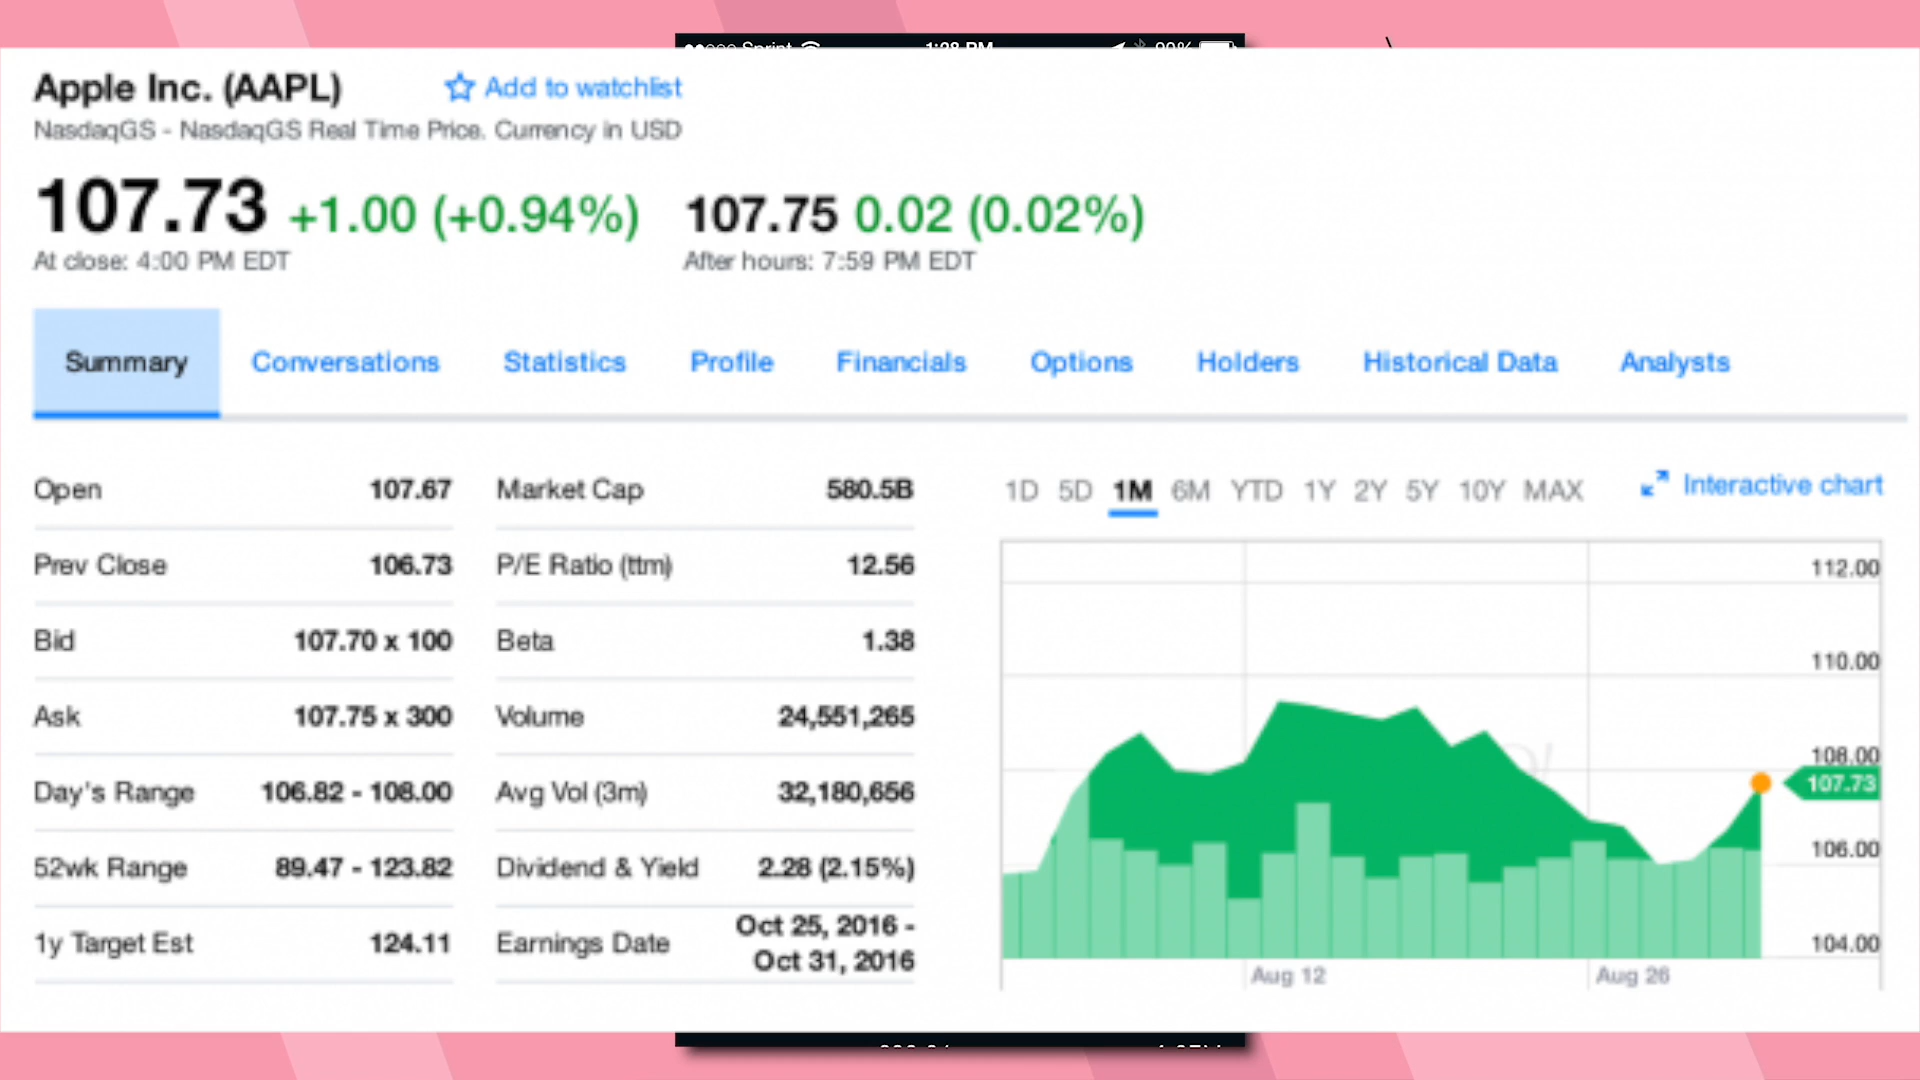 1:28 PM
Apple Inc. (AAPL) Add to watchlist
NasdaqGS - NasdaqGS Real Time Price. Currency in USD
107.73 +1.00 (+0.94%) 107.75 0.02 (0.02%)
At close: 4:00 PM EDT After hours: 7:59 PM EDT
Summary Conversations Statistics Profile Financials Options Holders Historical Data Analysts
Open 107.67
Prev Close 106.73
Bid 107.70 x 100
Ask 107.75 x 300
Day's Range 106.82 - 108.00
52wk Range 89.47 - 123.82
1y Target Est 124.11
Market Cap 580.5B
P/E Ratio (ttm) 12.56
Beta 1.38
Volume 24,551,265
Avg Vol (3m) 32,180,656
Dividend & Yield 2.28 (2.15%)
Earnings Date Oct 25, 2016 -
Oct 31, 2016
1D 5D 1M 6M YTD 1Y 2Y 5Y 10Y MAX Interactive chart
112.00
110.00
108.00
107.73
106.00
104.00
Aug 12 Aug 26